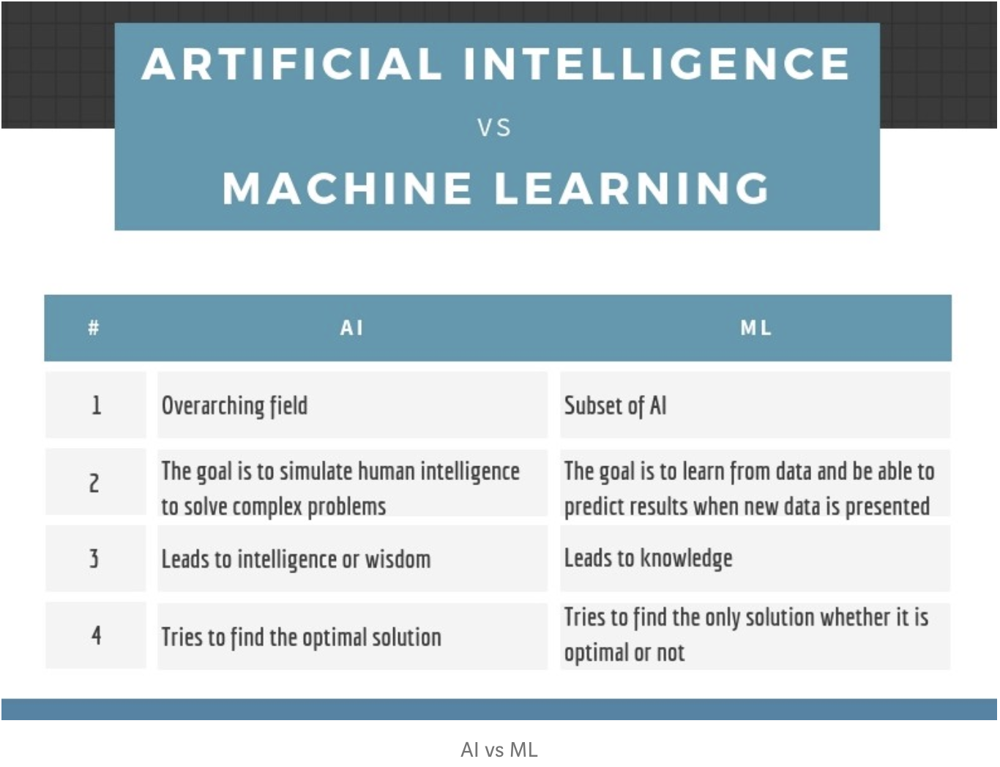 ARTIFICIAL INTELLIGENCE
VS
MACHINE LEARNING
# AI ML
1 Overarching field Subset of AI
2 The goal is to simulate human intelligence
to solve complex problems
The goal is to learn from data and be able to
predict results when new data is presented
3 Leads to intelligence or wisdom Leads to knowledge
4 Tries to find the optimal solution
Tries to find the only solution whether it is
optimal or not
AI vs ML